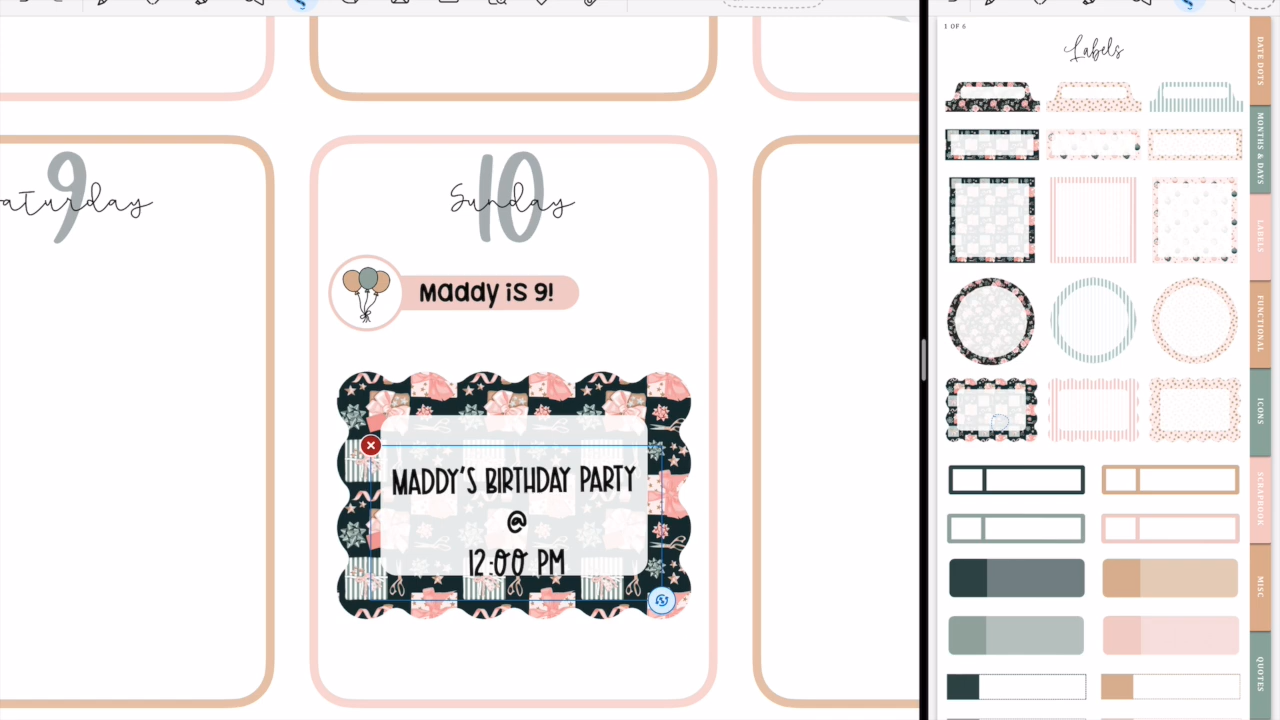 9
Saturday
10
Sunday
Maddy is 9!
MADDY'S BIRTHDAY PARTY
@
12:00 PM
1 OF 6
Labels
DATE DOTS
MONTHS & DAYS
LABELS
FUNCTIONAL
ICONS
SCRAPBOOK
MISC
QUOTES